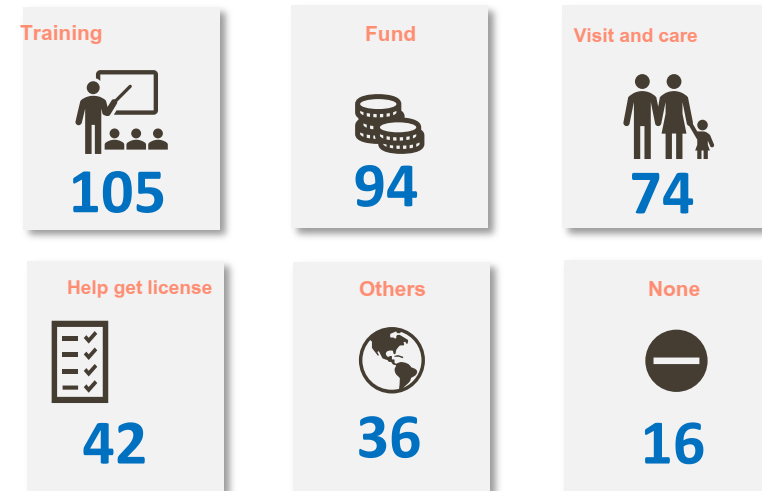 Training
105
Fund
94
Visit and care
74
Help get license
42
Others
36
None
16